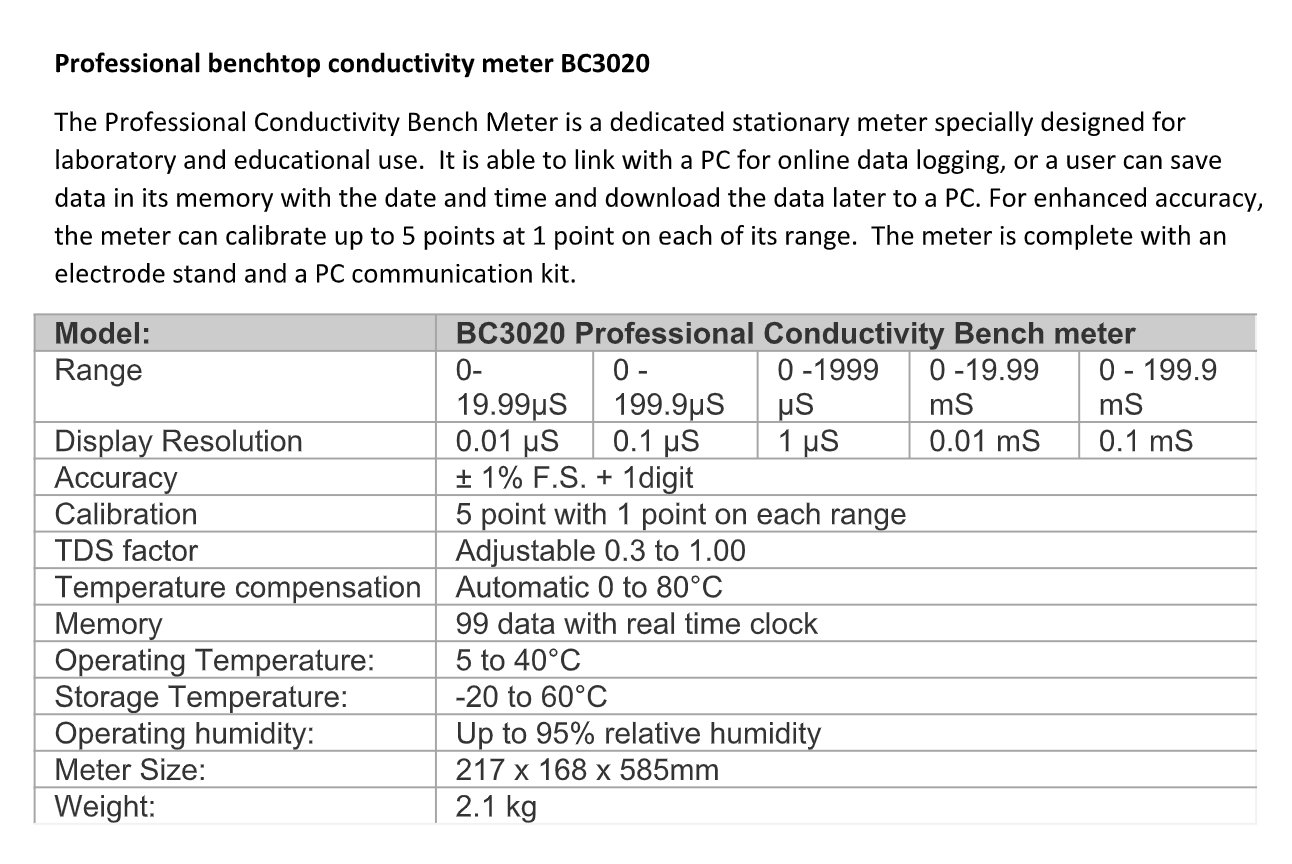 Professional benchtop conductivity meter BC3020
The Professional Conductivity Bench Meter is a dedicated stationary meter specially designed for
laboratory and educational use.  It is able to link with a PC for online data logging, or a user can save
data in its memory with the date and time and download the data later to a PC. For enhanced accuracy,
the meter can calibrate up to 5 points at 1 point on each of its range.  The meter is complete with an
electrode stand and a PC communication kit.
Model: BC3020 Professional Conductivity Bench meter
Range 0- 0 - 0 -1999 0 -19.99 0 - 199.9
19.99µS 199.9µS µS mS mS
Display Resolution 0.01 µS 0.1 µS 1 µS 0.01 mS 0.1 mS
Accuracy ± 1% F.S. + 1digit
Calibration 5 point with 1 point on each range
TDS factor Adjustable 0.3 to 1.00
Temperature compensation Automatic 0 to 80°C
Memory 99 data with real time clock
Operating Temperature: 5 to 40°C
Storage Temperature: -20 to 60°C
Operating humidity: Up to 95% relative humidity
Meter Size: 217 x 168 x 585mm
Weight: 2.1 kg